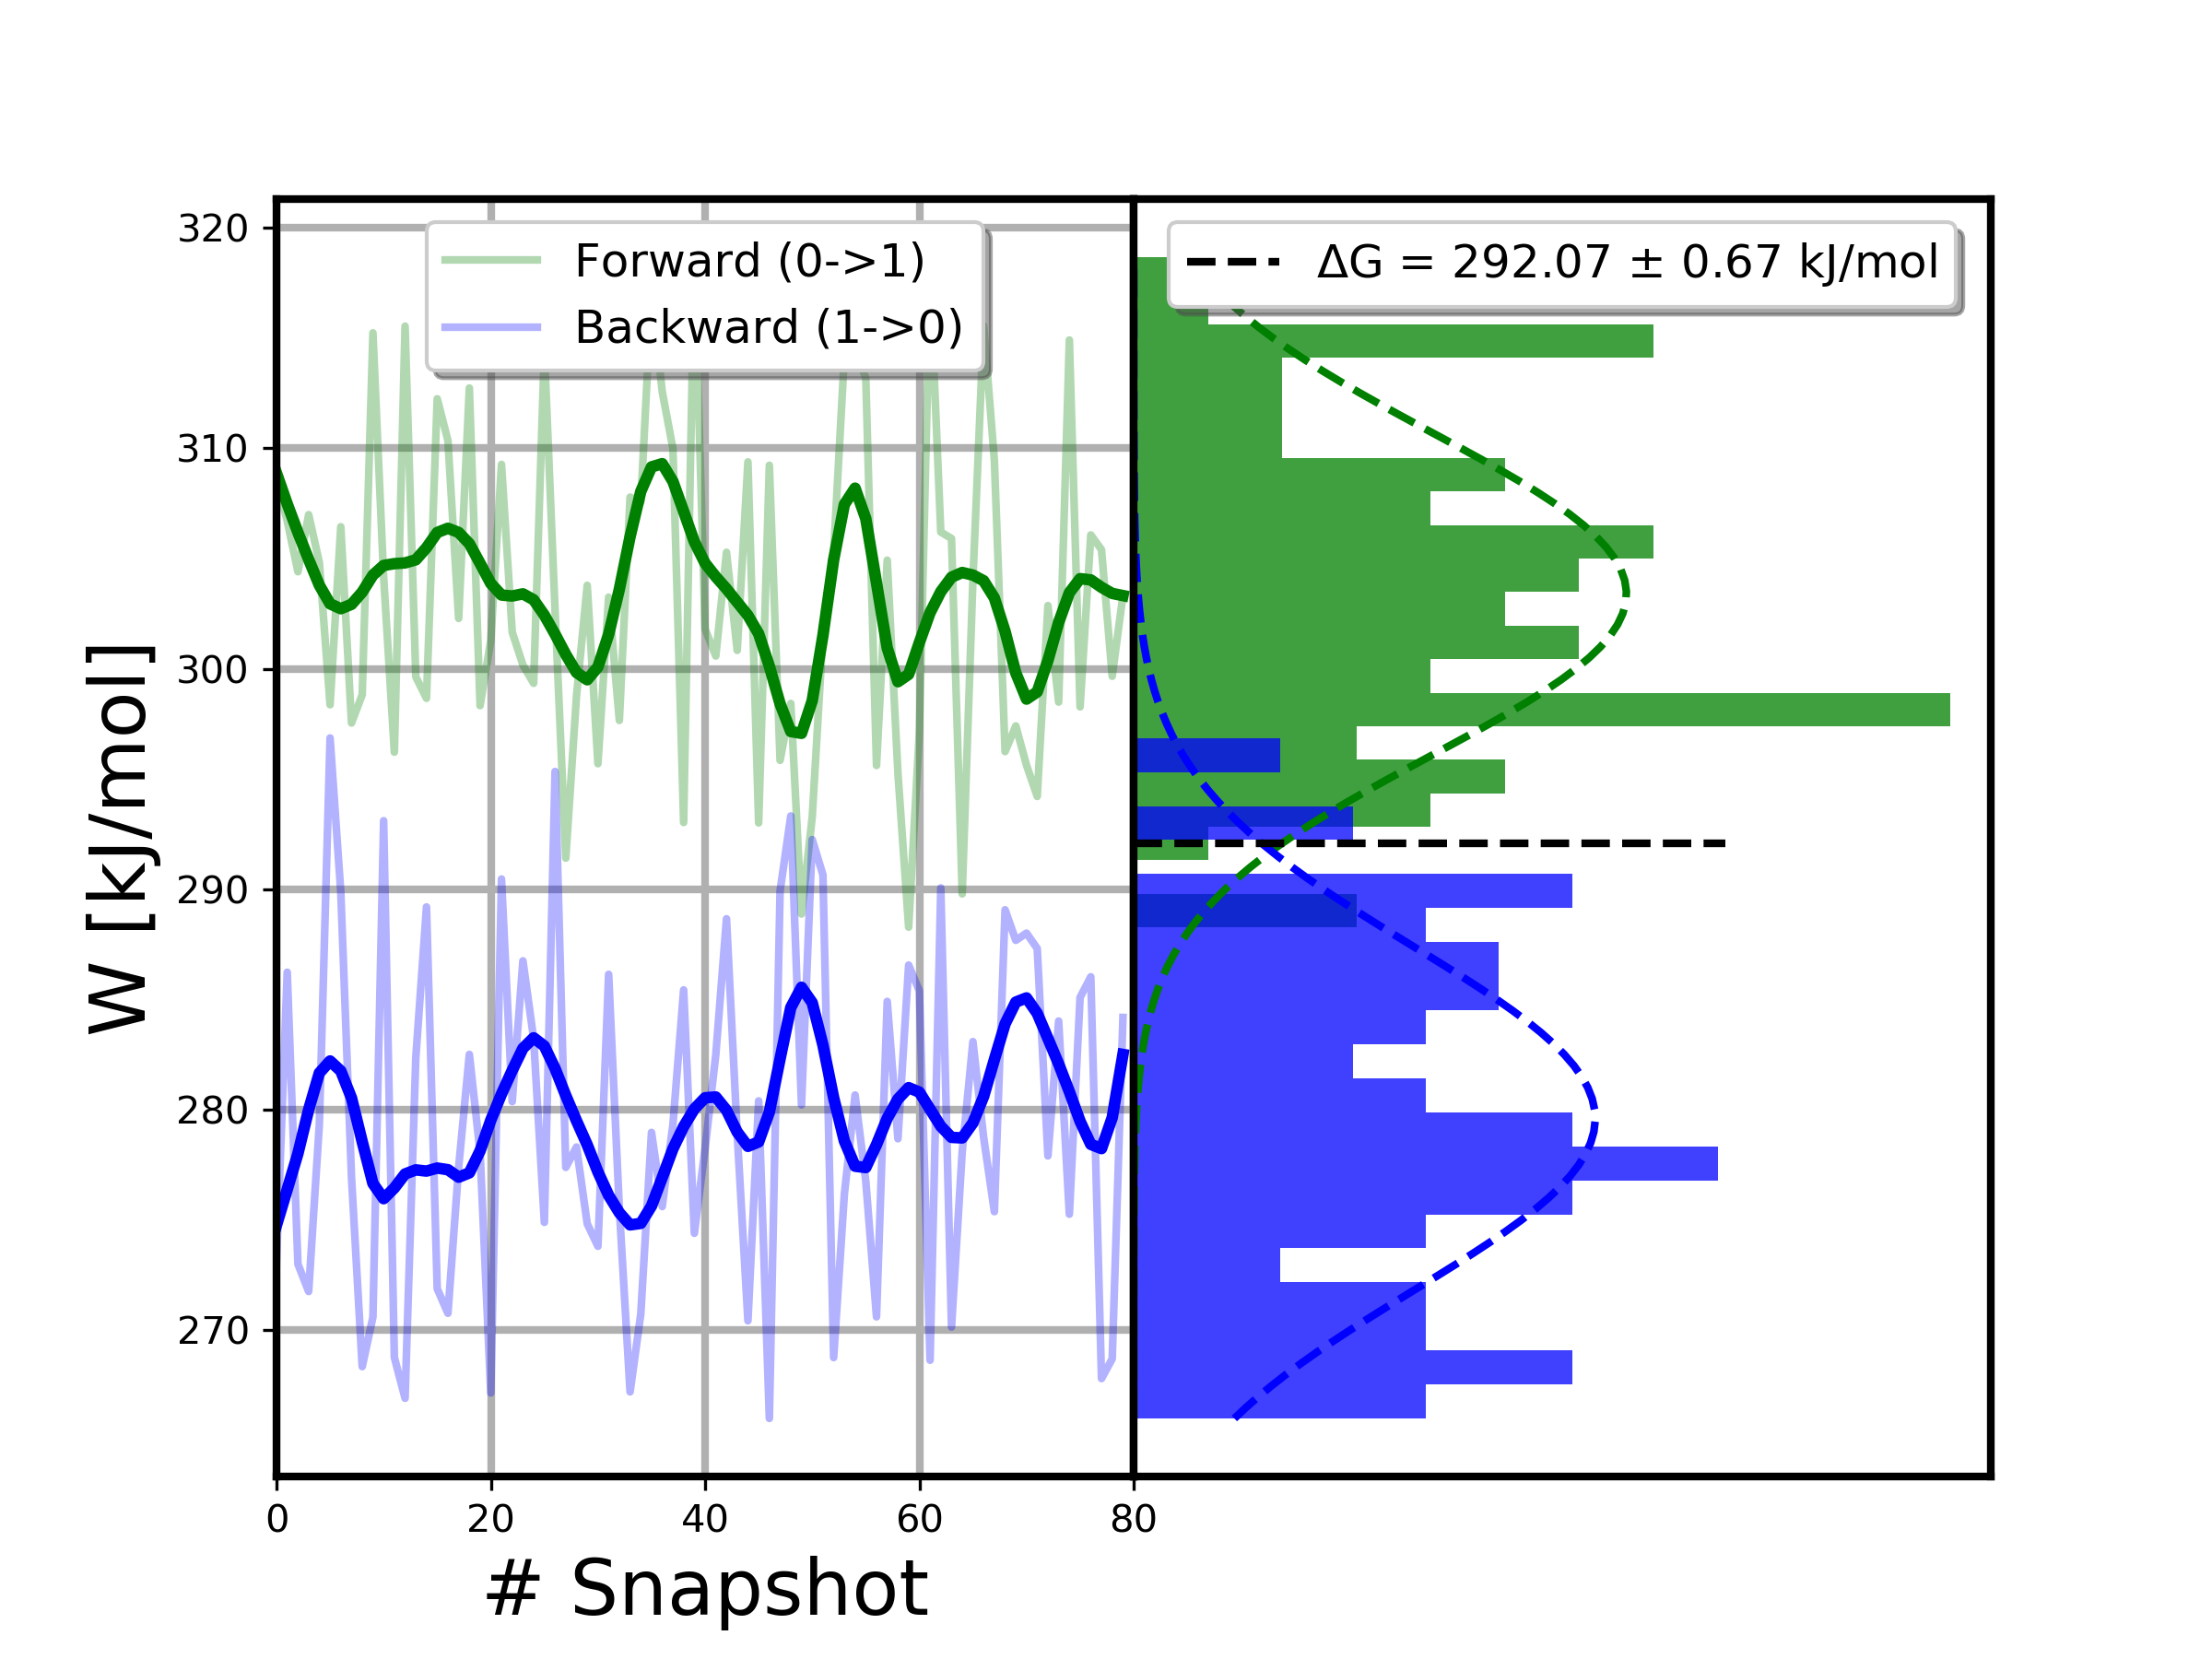 Forward (0->1)
Backward (1->0)
ΔG = 292.07 ± 0.67 kJ/mol
W [kJ/mol]
320
310
300
290
280
270
0
20
40
60
80
# Snapshot